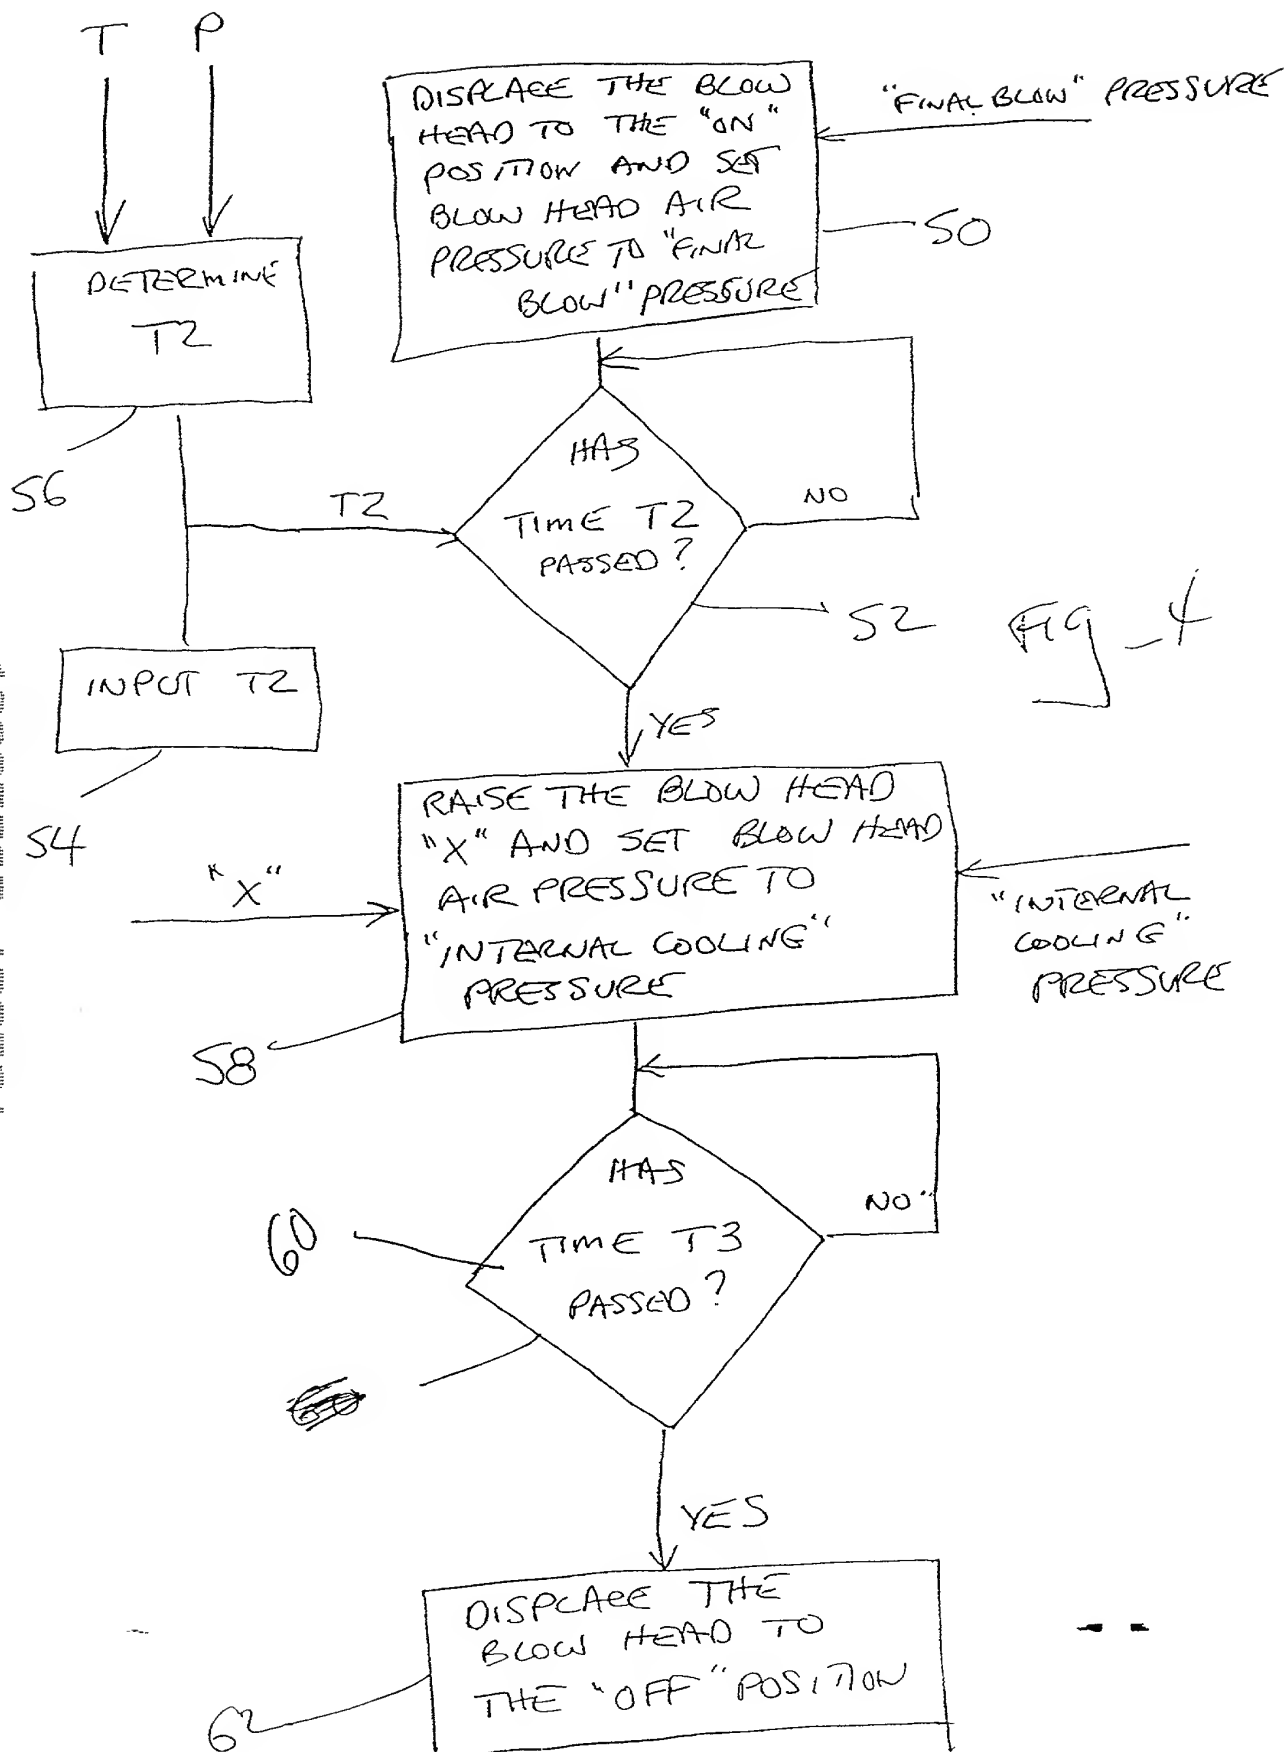 T P
DISPLACE THE BLOW
HEAD TO THE "ON"
POSITION AND SET
BLOW HEAD AIR
PRESSURE TO "FINAL
BLOW" PRESSURE
"FINAL BLOW" PRESSURE
50
DETERMINE
T2
56
T2
HAS
TIME T2
PASSED?
NO
52
Fig_4
INPUT T2
54
YES
RAISE THE BLOW HEAD
"X" AND SET BLOW HEAD
AIR PRESSURE TO
"INTERNAL COOLING"
PRESSURE
"X"
"INTERNAL
COOLING"
PRESSURE
58
HAS
TIME T3
PASSED?
NO"
60
YES
DISPLACE THE
BLOW HEAD TO
THE "OFF" POSITION
62